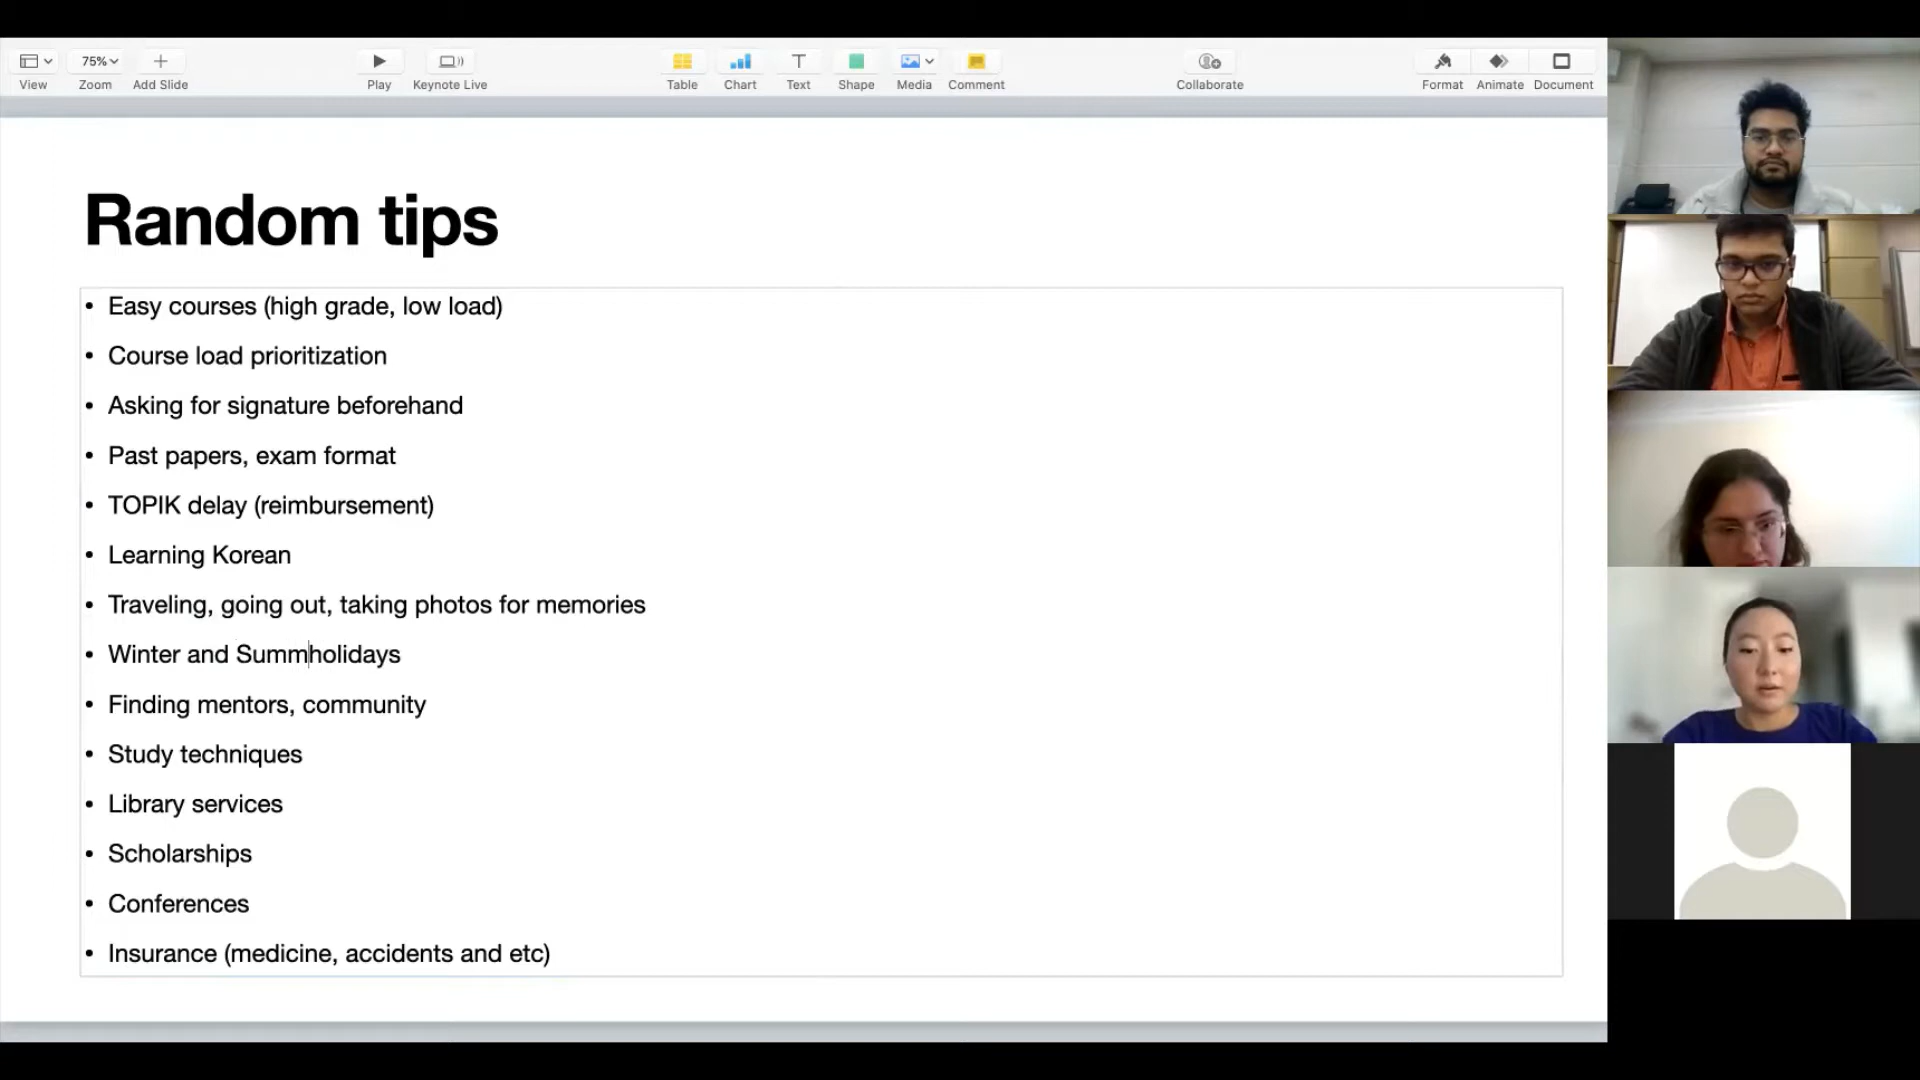 75%
View
Zoom
Add Slide
Play
Keynote Live
Table
Chart
Text
Shape
Media
Comment
Collaborate
Format
Animate
Document
Random tips
• Easy courses (high grade, low load)
• Course load prioritization
• Asking for signature beforehand
• Past papers, exam format
• TOPIK delay (reimbursement)
• Learning Korean
• Traveling, going out, taking photos for memories
• Winter and Summholidays
• Finding mentors, community
• Study techniques
• Library services
• Scholarships
• Conferences
• Insurance (medicine, accidents and etc)